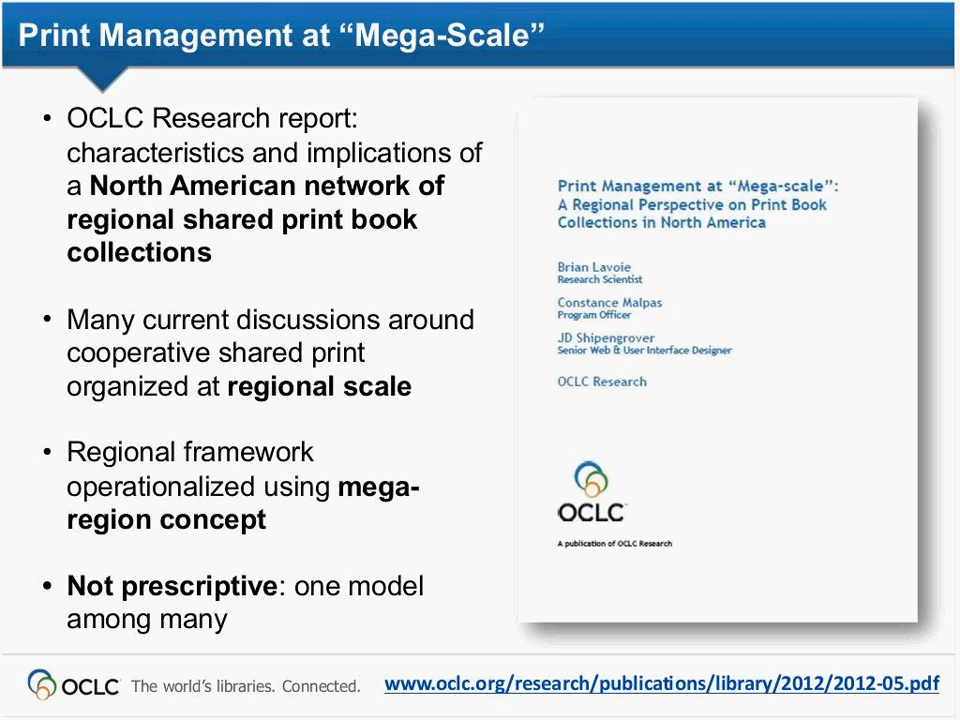 Print Management at “Mega-Scale”
• OCLC Research report:
characteristics and implications of
a North American network of
regional shared print book
collections
• Many current discussions around
cooperative shared print
organized at regional scale
• Regional framework
operationalized using mega-
region concept
• Not prescriptive: one model
among many
Print Management at “Mega-scale”:
A Regional Perspective on Print Book
Collections in North America
Brian Lavoie
Research Scientist
Constance Malpas
Program Officer
JD Shipengrover
Senior Web & User Interface Designer
OCLC Research
OCLC
A publication of OCLC Research
OCLC The world’s libraries. Connected.
www.oclc.org/research/publications/library/2012/2012-05.pdf